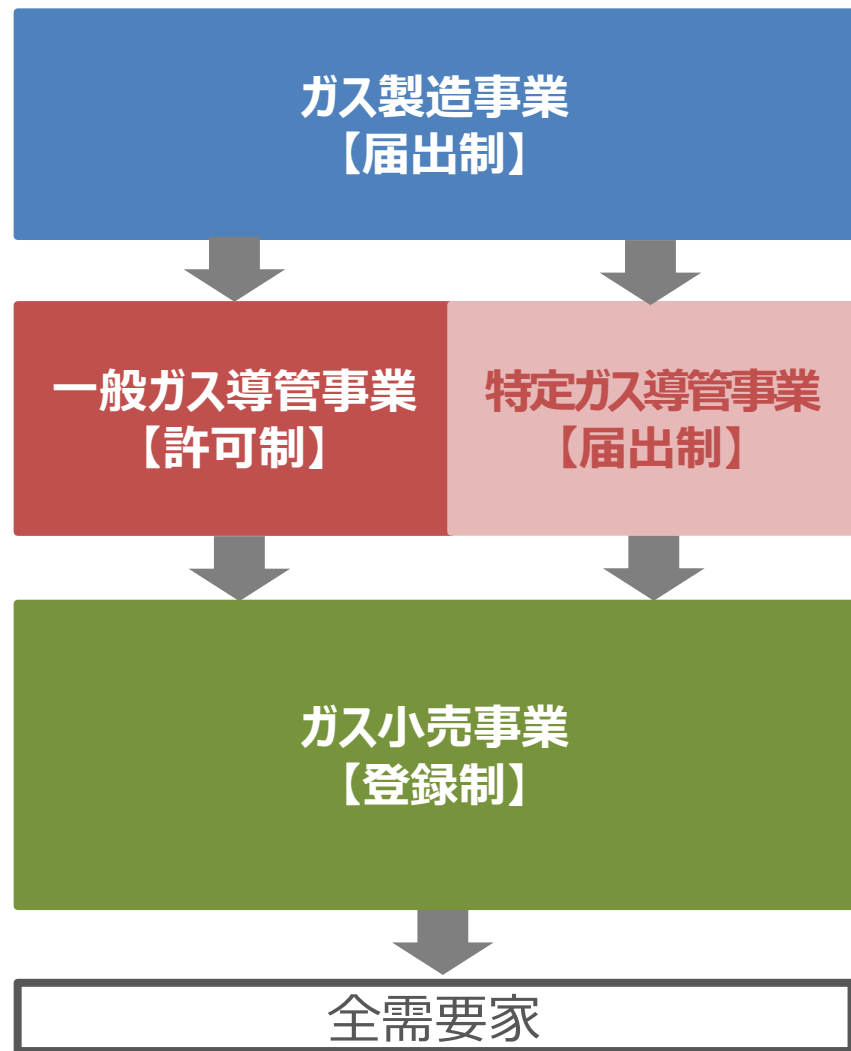 ガス製造事業
【届出制】
一般ガス導管事業
【許可制】
特定ガス導管事業
【届出制】
ガス小売事業
【登録制】
全需要家